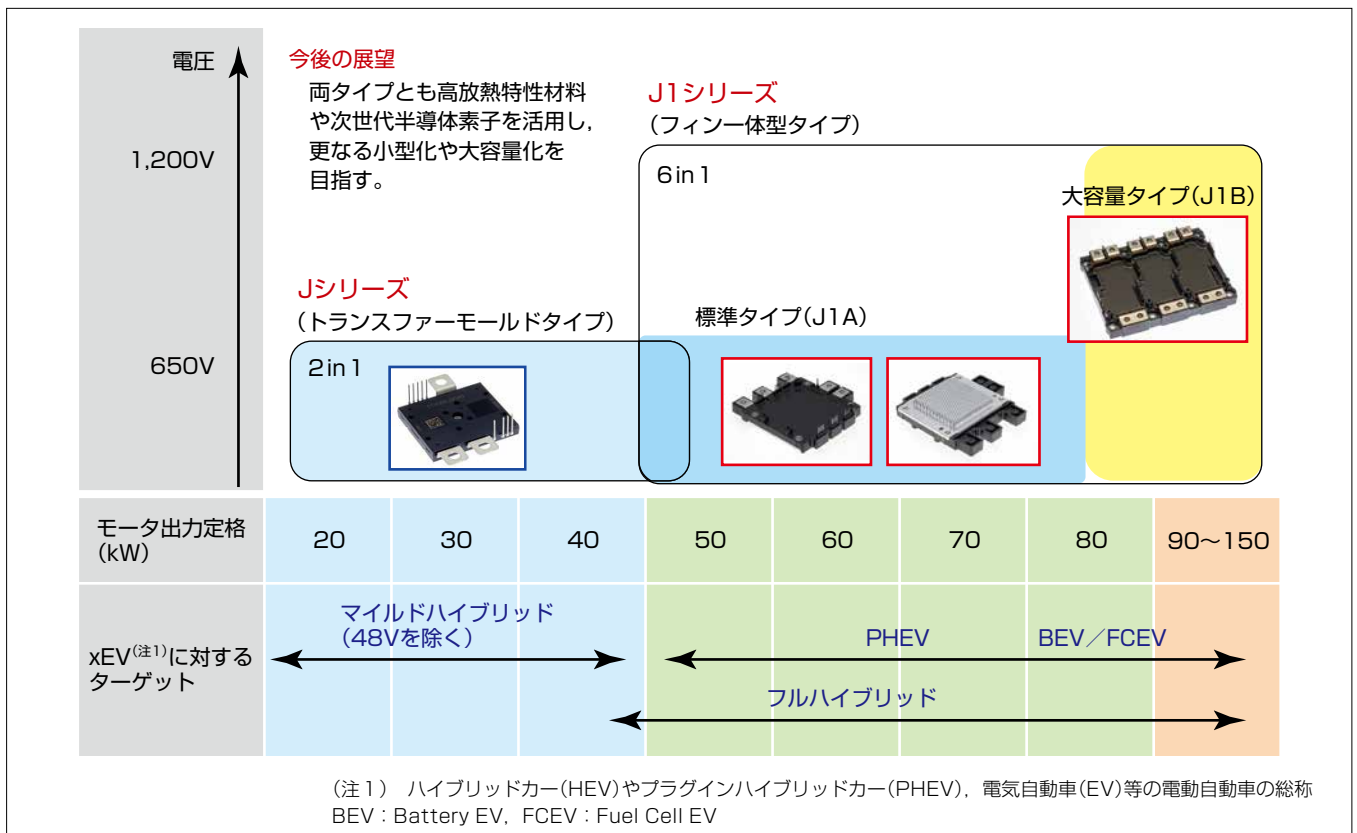 電圧
1,200V
650V
今後の展望
両タイプとも高放熱特性材料
や次世代半導体素子を活用し,
更なる小型化や大容量化を
目指す。
J1シリーズ
（フィン一体型タイプ）
6in1
大容量タイプ(J1B)
Jシリーズ
（トランスファーモールドタイプ）
2in1
標準タイプ(J1A)
モータ出力定格
（kW）
20
30
40
50
60
70
80
90～150
xEV(注1)に対する
ターゲット
マイルドハイブリッド
（48Vを除く）
PHEV
BEV／FCEV
フルハイブリッド
（注1） ハイブリッドカー(HEV)やプラグインハイブリッドカー(PHEV)，電気自動車(EV)等の電動自動車の総称
BEV：Battery EV，FCEV：Fuel Cell EV